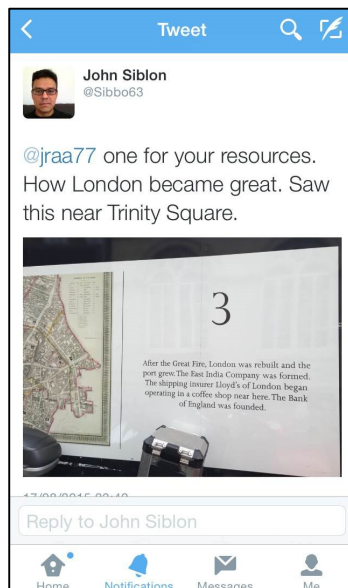 Tweet
John Siblon
@Sibbo63
@jraa77 one for your resources.
How London became great. Saw
this near Trinity Square.
3
After the Great Fire, London was rebuilt and the
port grew. The East India Company was formed.
The shipping insurer Lloyd's of London began
operating in a coffee shop near here. The Bank
of England was founded.
Reply to John Siblon
Home Notifications Messages Me